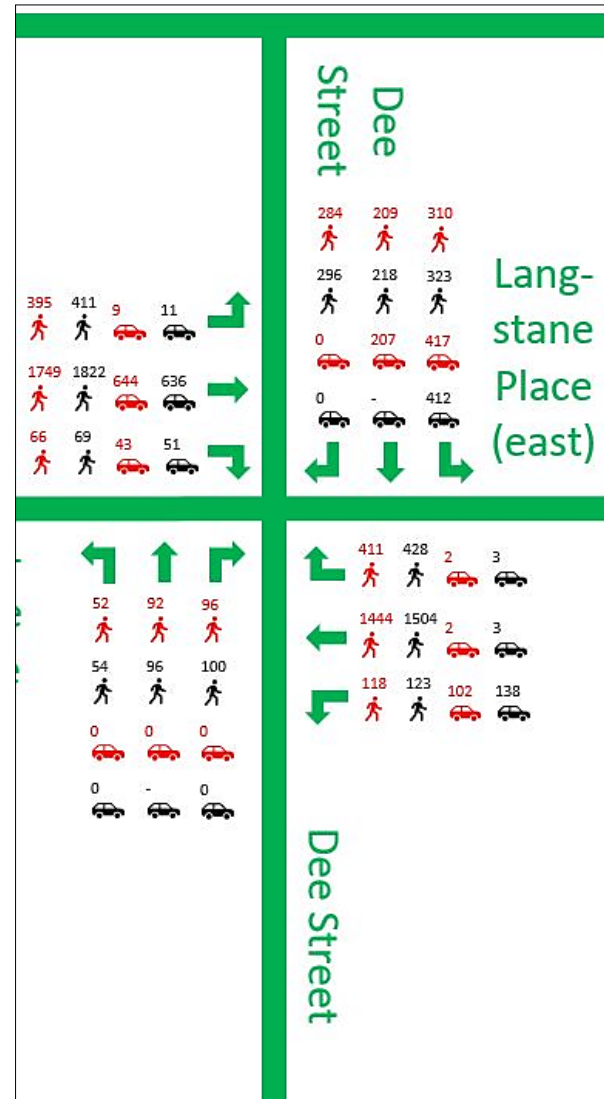 Dee
Street
284 209 310
296 218 323
0 207 417
0 - 412
Lang-
stane
Place
(east)
395 411 9 11
1749 1822 644 636
66 69 43 51
52 92 96
54 96 100
0 0 0
0 - 0
411 428 2 3
1444 1504 2 3
118 123 102 138
Dee Street